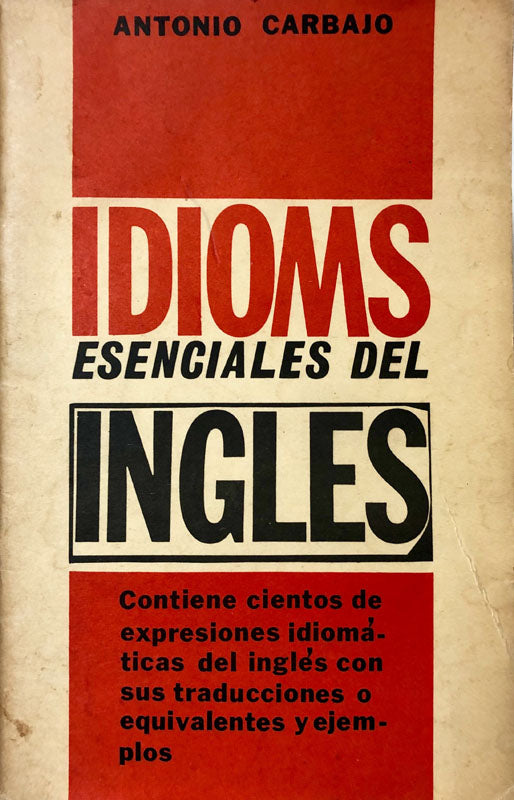 ANTONIO CARBAJO
IDIOMS
ESENCIALES DEL
INGLES
Contiene cientos de
expresiones idiomá-
ticas del inglés con
sus traducciones o
equivalentes y ejem-
plos